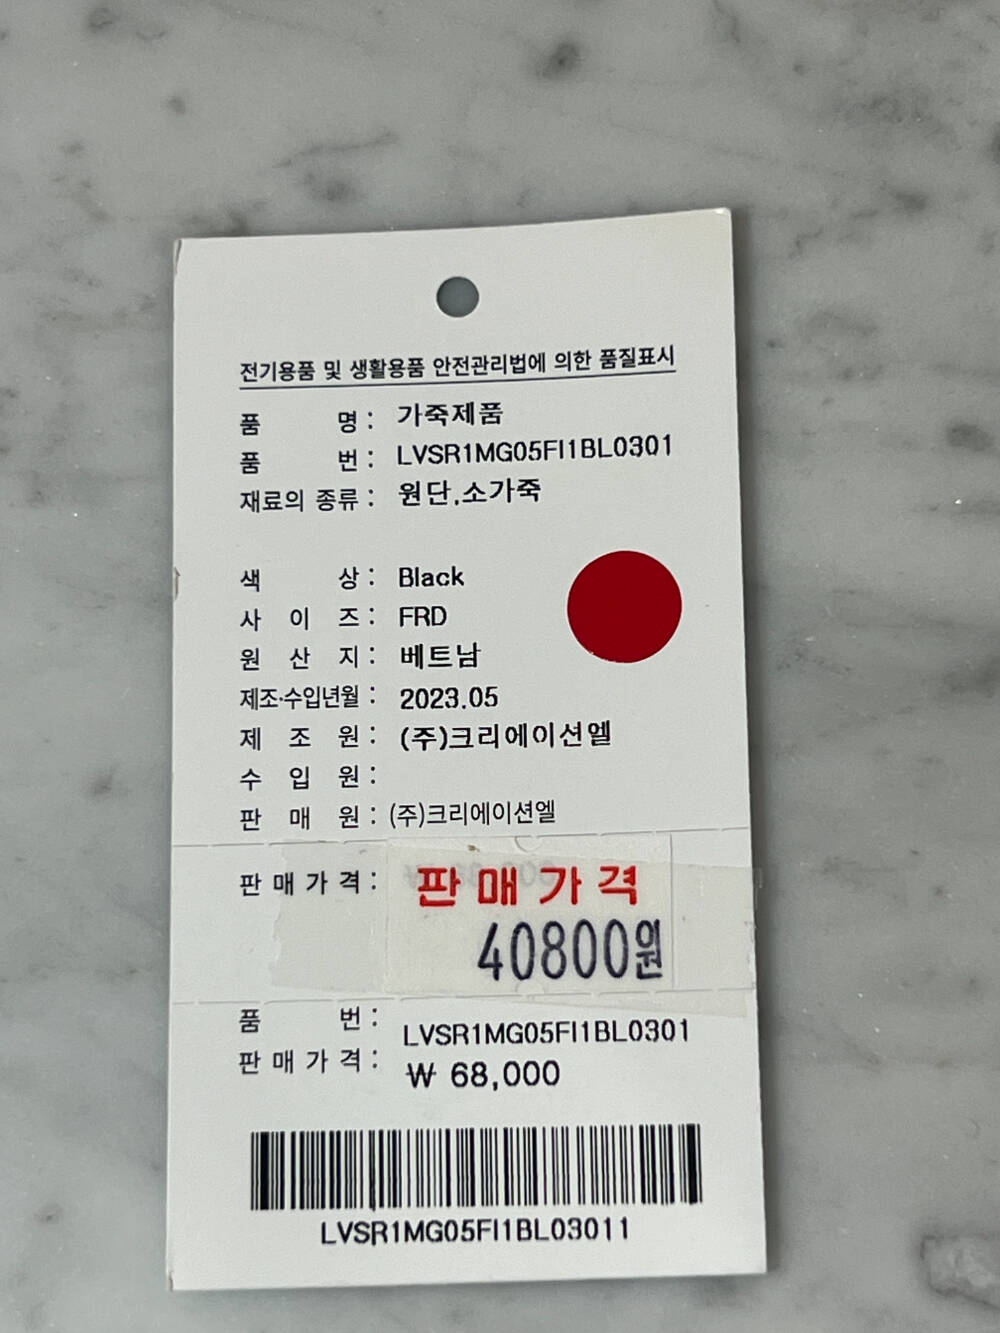 전기용품 및 생활용품 안전관리법에 의한 품질표시
품 명 : 가죽제품
품 번 : LVSR1MG05FI1BL0301
재료의 종류 : 원단,소가죽
색 상 : Black
사 이 즈 : FRD
원 산 지 : 베트남
제조·수입년월 : 2023.05
제 조 원 : (주)크리에이션엘
수 입 원 :
판 매 원 : (주)크리에이션엘
판 매 가 격 : 판매가격
40800원
품 번 : LVSR1MG05FI1BL0301
판 매 가 격 : ₩ 68,000
LVSR1MG05FI1BL03011